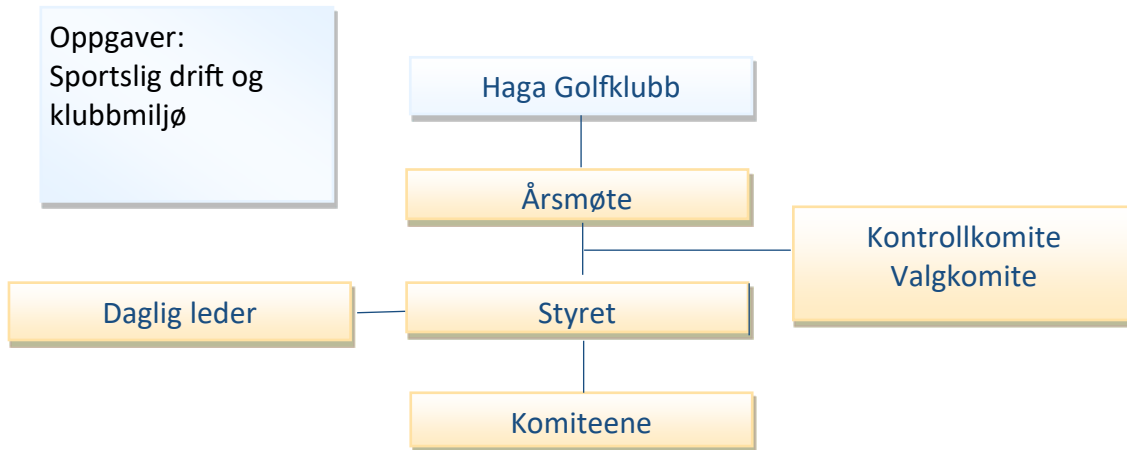 Oppgaver:
Sportslig drift og
klubbmiljø
Haga Golfklubb
Årsmøte
Kontrollkomite
Valgkomite
Daglig leder
Styret
Komiteene